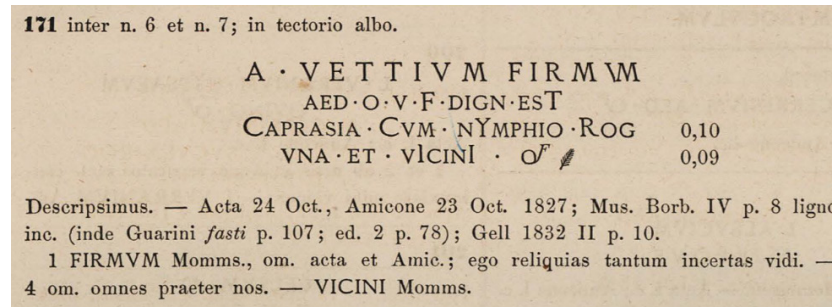 171 inter n. 6 et n. 7; in tectorio albo.
A · VETTIVM FIRMVM
AED·O·V·F·DIGN·EST
CAPRASIA · CVM · NYMPHIO · ROG 0,10
VNA · ET · VICINI · OF 0,09
Descripsimus. — Acta 24 Oct., Amicone 23 Oct. 1827; Mus. Borb. IV p. 8 ligno
inc. (inde Guarini fasti p. 107; ed. 2 p. 78); Gell 1832 II p. 10.
1 FIRMVM Momms., om. acta et Amic.; ego reliquias tantum incertas vidi. —
4 om. omnes praeter nos. — VICINI Momms.